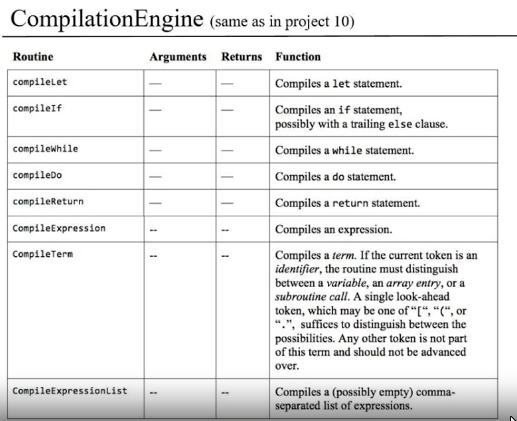 CompilationEngine (same as in project 10)
Routine Arguments Returns Function
compileLet — — Compiles a let statement.
compileIf — — Compiles an if statement,
possibly with a trailing else clause.
compileWhile — — Compiles a while statement.
compileDo — — Compiles a do statement.
compileReturn — — Compiles a return statement.
CompileExpression -- -- Compiles an expression.
CompileTerm -- -- Compiles a term. If the current token is an
identifier, the routine must distinguish
between a variable, an array entry, or a
subroutine call. A single look-ahead
token, which may be one of “[“, “(“, or
“.”, suffices to distinguish between the
possibilities. Any other token is not part
of this term and should not be advanced
over.
CompileExpressionList -- -- Compiles a (possibly empty) comma-
separated list of expressions.